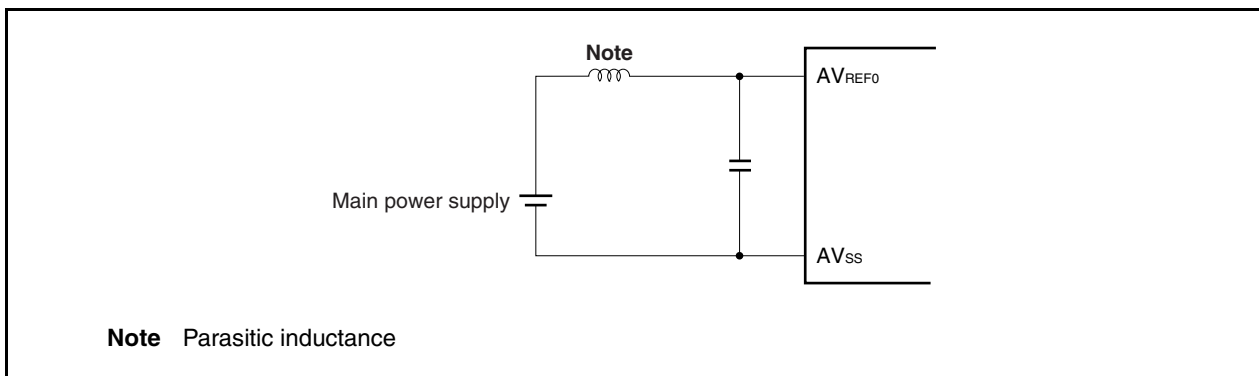 Note
AVREF0
Main power supply
AVSS
Note Parasitic inductance